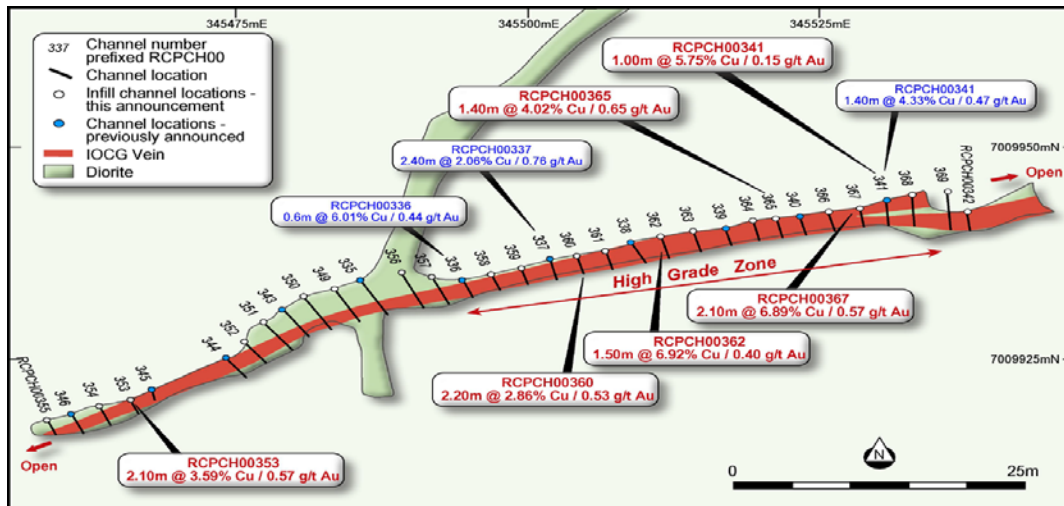 345475mE
345500mE
345525mE
337 Channel number
prefixed RCPCH00
Channel location
Infill channel locations -
this announcement
Channel locations -
previously announced
IOCG Vein
Diorite
RCPCH00341
1.00m @ 5.75% Cu / 0.15 g/t Au
RCPCH00365
1.40m @ 4.02% Cu / 0.65 g/t Au
RCPCH00341
1.40m @ 4.33% Cu / 0.47 g/t Au
RCPCH00337
2.40m @ 2.06% Cu / 0.76 g/t Au
RCPCH00336
0.6m @ 6.01% Cu / 0.44 g/t Au
7009950mN
Open
RCPCH00355
346
354
353
345
344
352
351
343
350
349
335
356
357
336
358
359
337
360
361
338
362
363
339
364
365
340
366
367
341
368
369
RCPCH00342
High Grade Zone
RCPCH00367
2.10m @ 6.89% Cu / 0.57 g/t Au
RCPCH00362
1.50m @ 6.92% Cu / 0.40 g/t Au
7009925mN
RCPCH00360
2.20m @ 2.86% Cu / 0.53 g/t Au
Open
RCPCH00353
2.10m @ 3.59% Cu / 0.57 g/t Au
N
0
25m